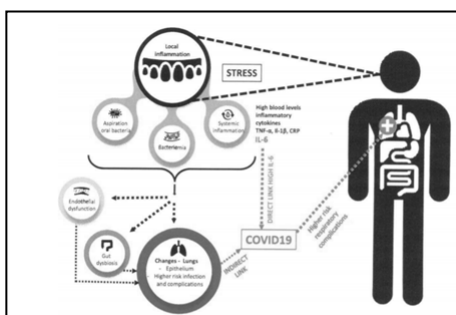 Local
inflammation
STRESS
Aspiration
oral bacteria
Bacteremia
Systemic
inflammation
High blood levels
inflammatory
cytokines
TNF-α, 6-1β, CRP
IL-6
DIRECT LINK HIGH IL-6
Endothelial
dysfunction
Gut
dysbiosis
Changes - Lungs
- Epithelium
Higher risk infection
and complications
INDIRECT
LINK
COVID19
Higher risk
respiratory
complications